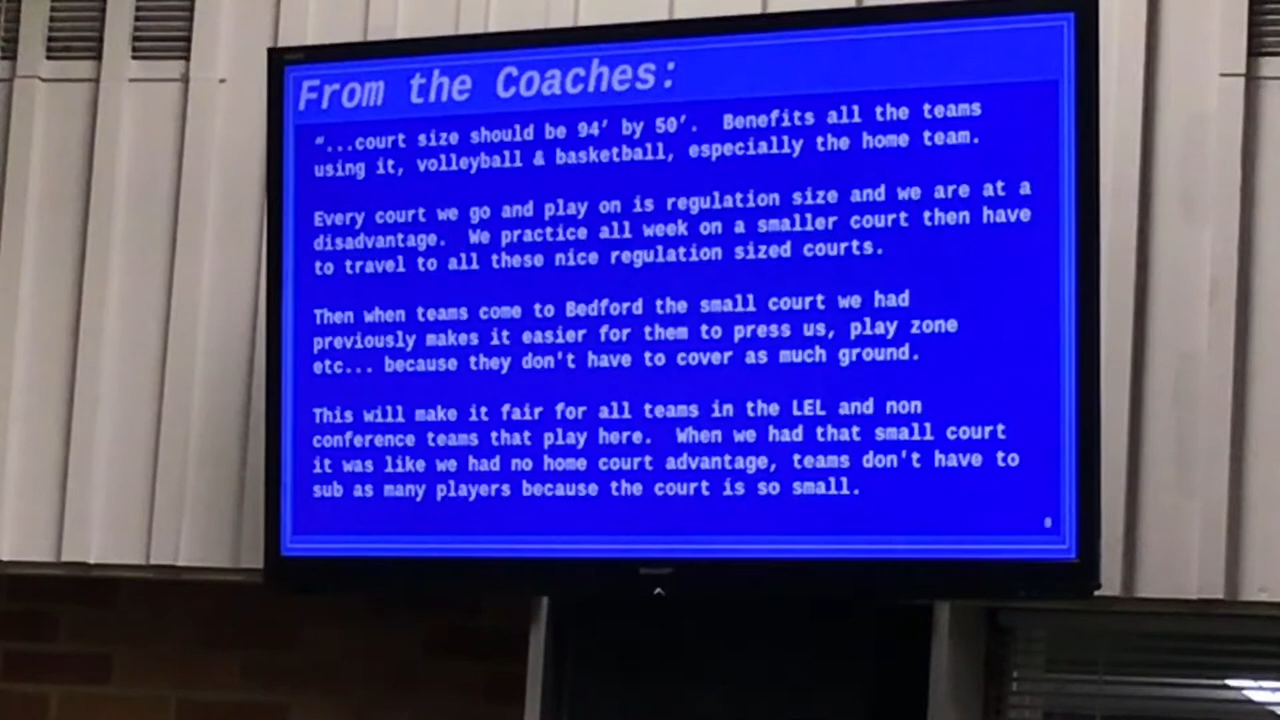 From the Coaches:
“...court size should be 94’ by 50’.  Benefits all the teams
using it, volleyball & basketball, especially the home team.
Every court we go and play on is regulation size and we are at a
disadvantage.  We practice all week on a smaller court then have
to travel to all these nice regulation sized courts.
Then when teams come to Bedford the small court we had
previously makes it easier for them to press us, play zone
etc... because they don't have to cover as much ground.
This will make it fair for all teams in the LEL and non
conference teams that play here.  When we had that small court
it was like we had no home court advantage, teams don't have to
sub as many players because the court is so small.